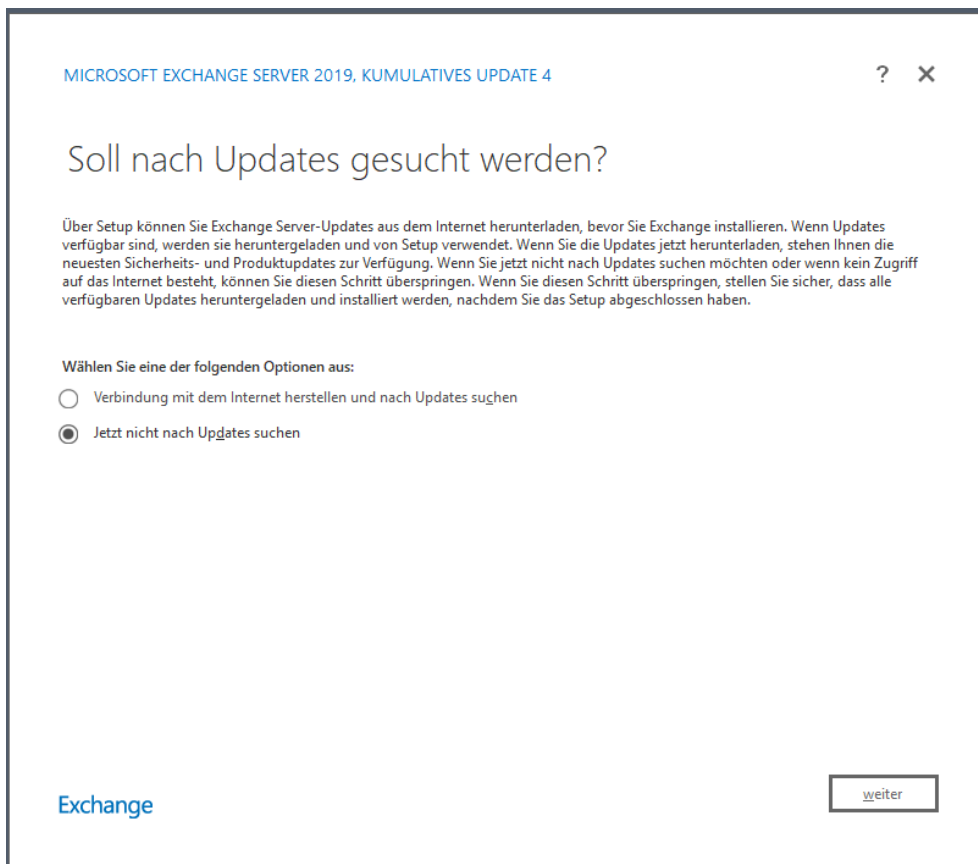 MICROSOFT EXCHANGE SERVER 2019, KUMULATIVES UPDATE 4
?
Soll nach Updates gesucht werden?
Über Setup können Sie Exchange Server-Updates aus dem Internet herunterladen, bevor Sie Exchange installieren. Wenn Updates
verfügbar sind, werden sie heruntergeladen und von Setup verwendet. Wenn Sie die Updates jetzt herunterladen, stehen Ihnen die
neuesten Sicherheits- und Produktupdates zur Verfügung. Wenn Sie jetzt nicht nach Updates suchen möchten oder wenn kein Zugriff
auf das Internet besteht, können Sie diesen Schritt überspringen. Wenn Sie diesen Schritt überspringen, stellen Sie sicher, dass alle
verfügbaren Updates heruntergeladen und installiert werden, nachdem Sie das Setup abgeschlossen haben.
Wählen Sie eine der folgenden Optionen aus:
Verbindung mit dem Internet herstellen und nach Updates suchen
Jetzt nicht nach Updates suchen
Exchange
weiter